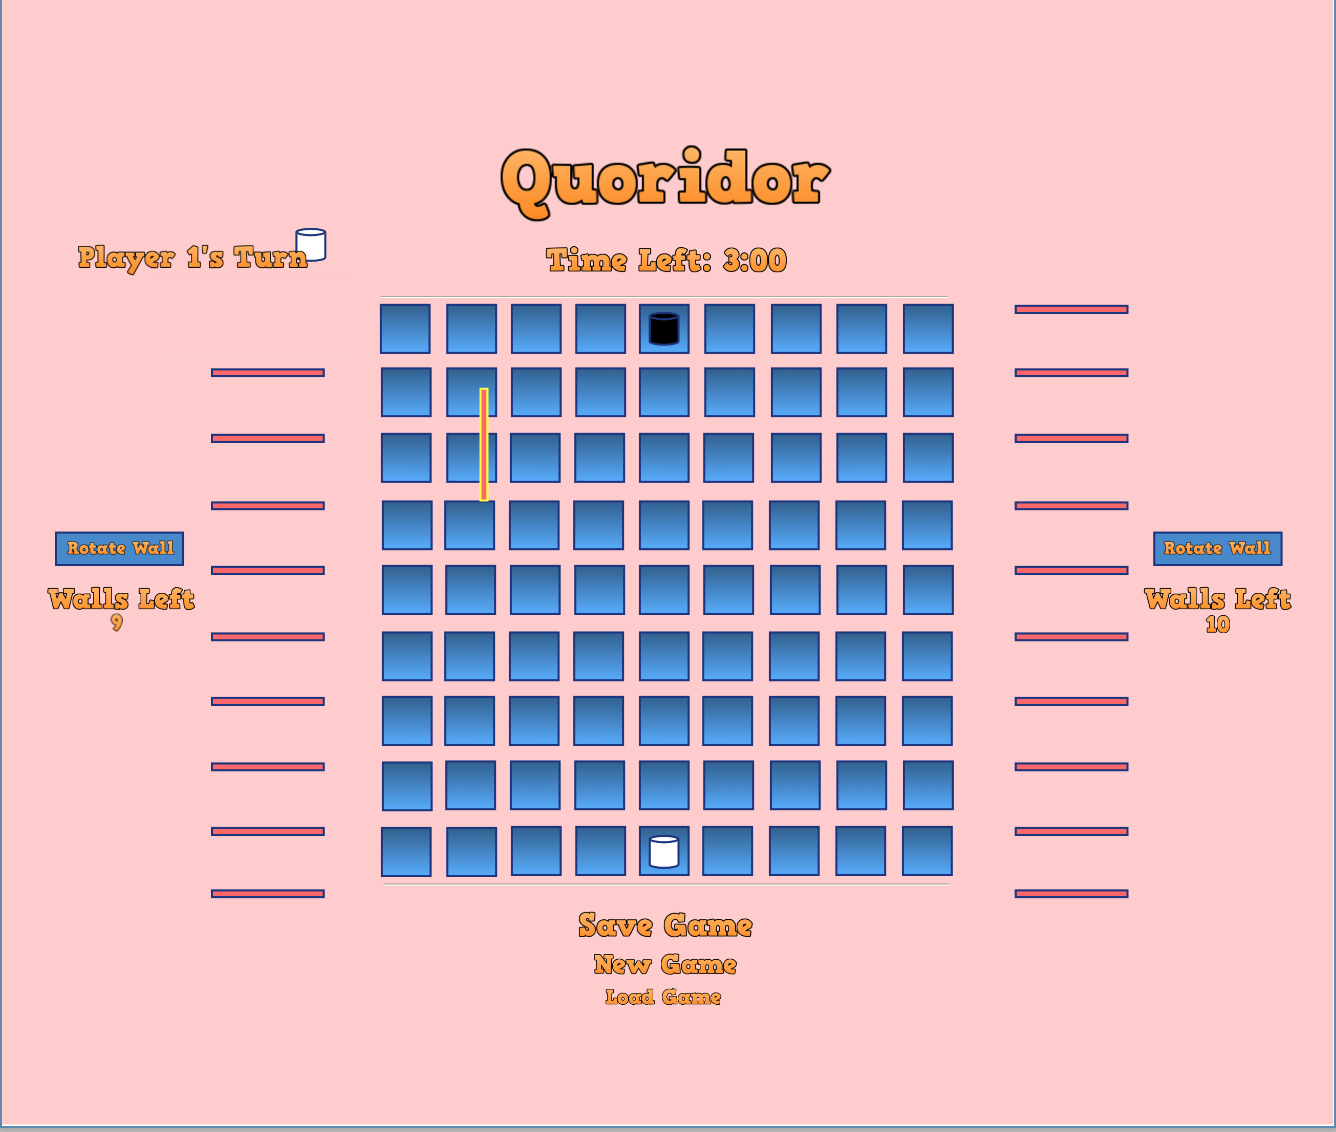 Quoridor
Player 1's Turn
Time Left: 3:00
Rotate Wall
Walls Left
9
Rotate Wall
Walls Left
10
Save Game
New Game
Load Game